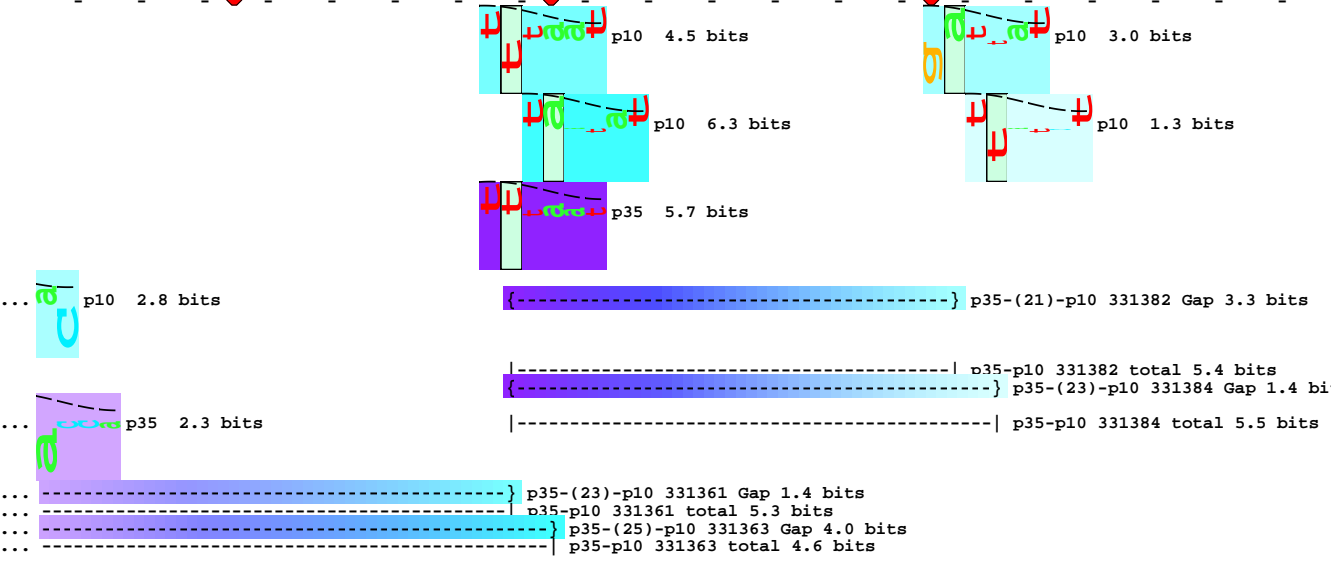 t t t a a t p10 4.5 bits
g a t t a t p10 3.0 bits
t a t a t p10 6.3 bits
t t t t p10 1.3 bits
t t t a a t p35 5.7 bits
... a c p10 2.8 bits
{-----------------------------------------} p35-(21)-p10 331382 Gap 3.3 bits
|-----------------------------------------| p35-p10 331382 total 5.4 bits
{---------------------------------------------} p35-(23)-p10 331384 Gap 1.4 bi
... a c c a p35 2.3 bits
|---------------------------------------------| p35-p10 331384 total 5.5 bits
... -------------------------------------------} p35-(23)-p10 331361 Gap 1.4 bits
... -------------------------------------------| p35-p10 331361 total 5.3 bits
... -----------------------------------------------} p35-(25)-p10 331363 Gap 4.0 bits
... -----------------------------------------------| p35-p10 331363 total 4.6 bits